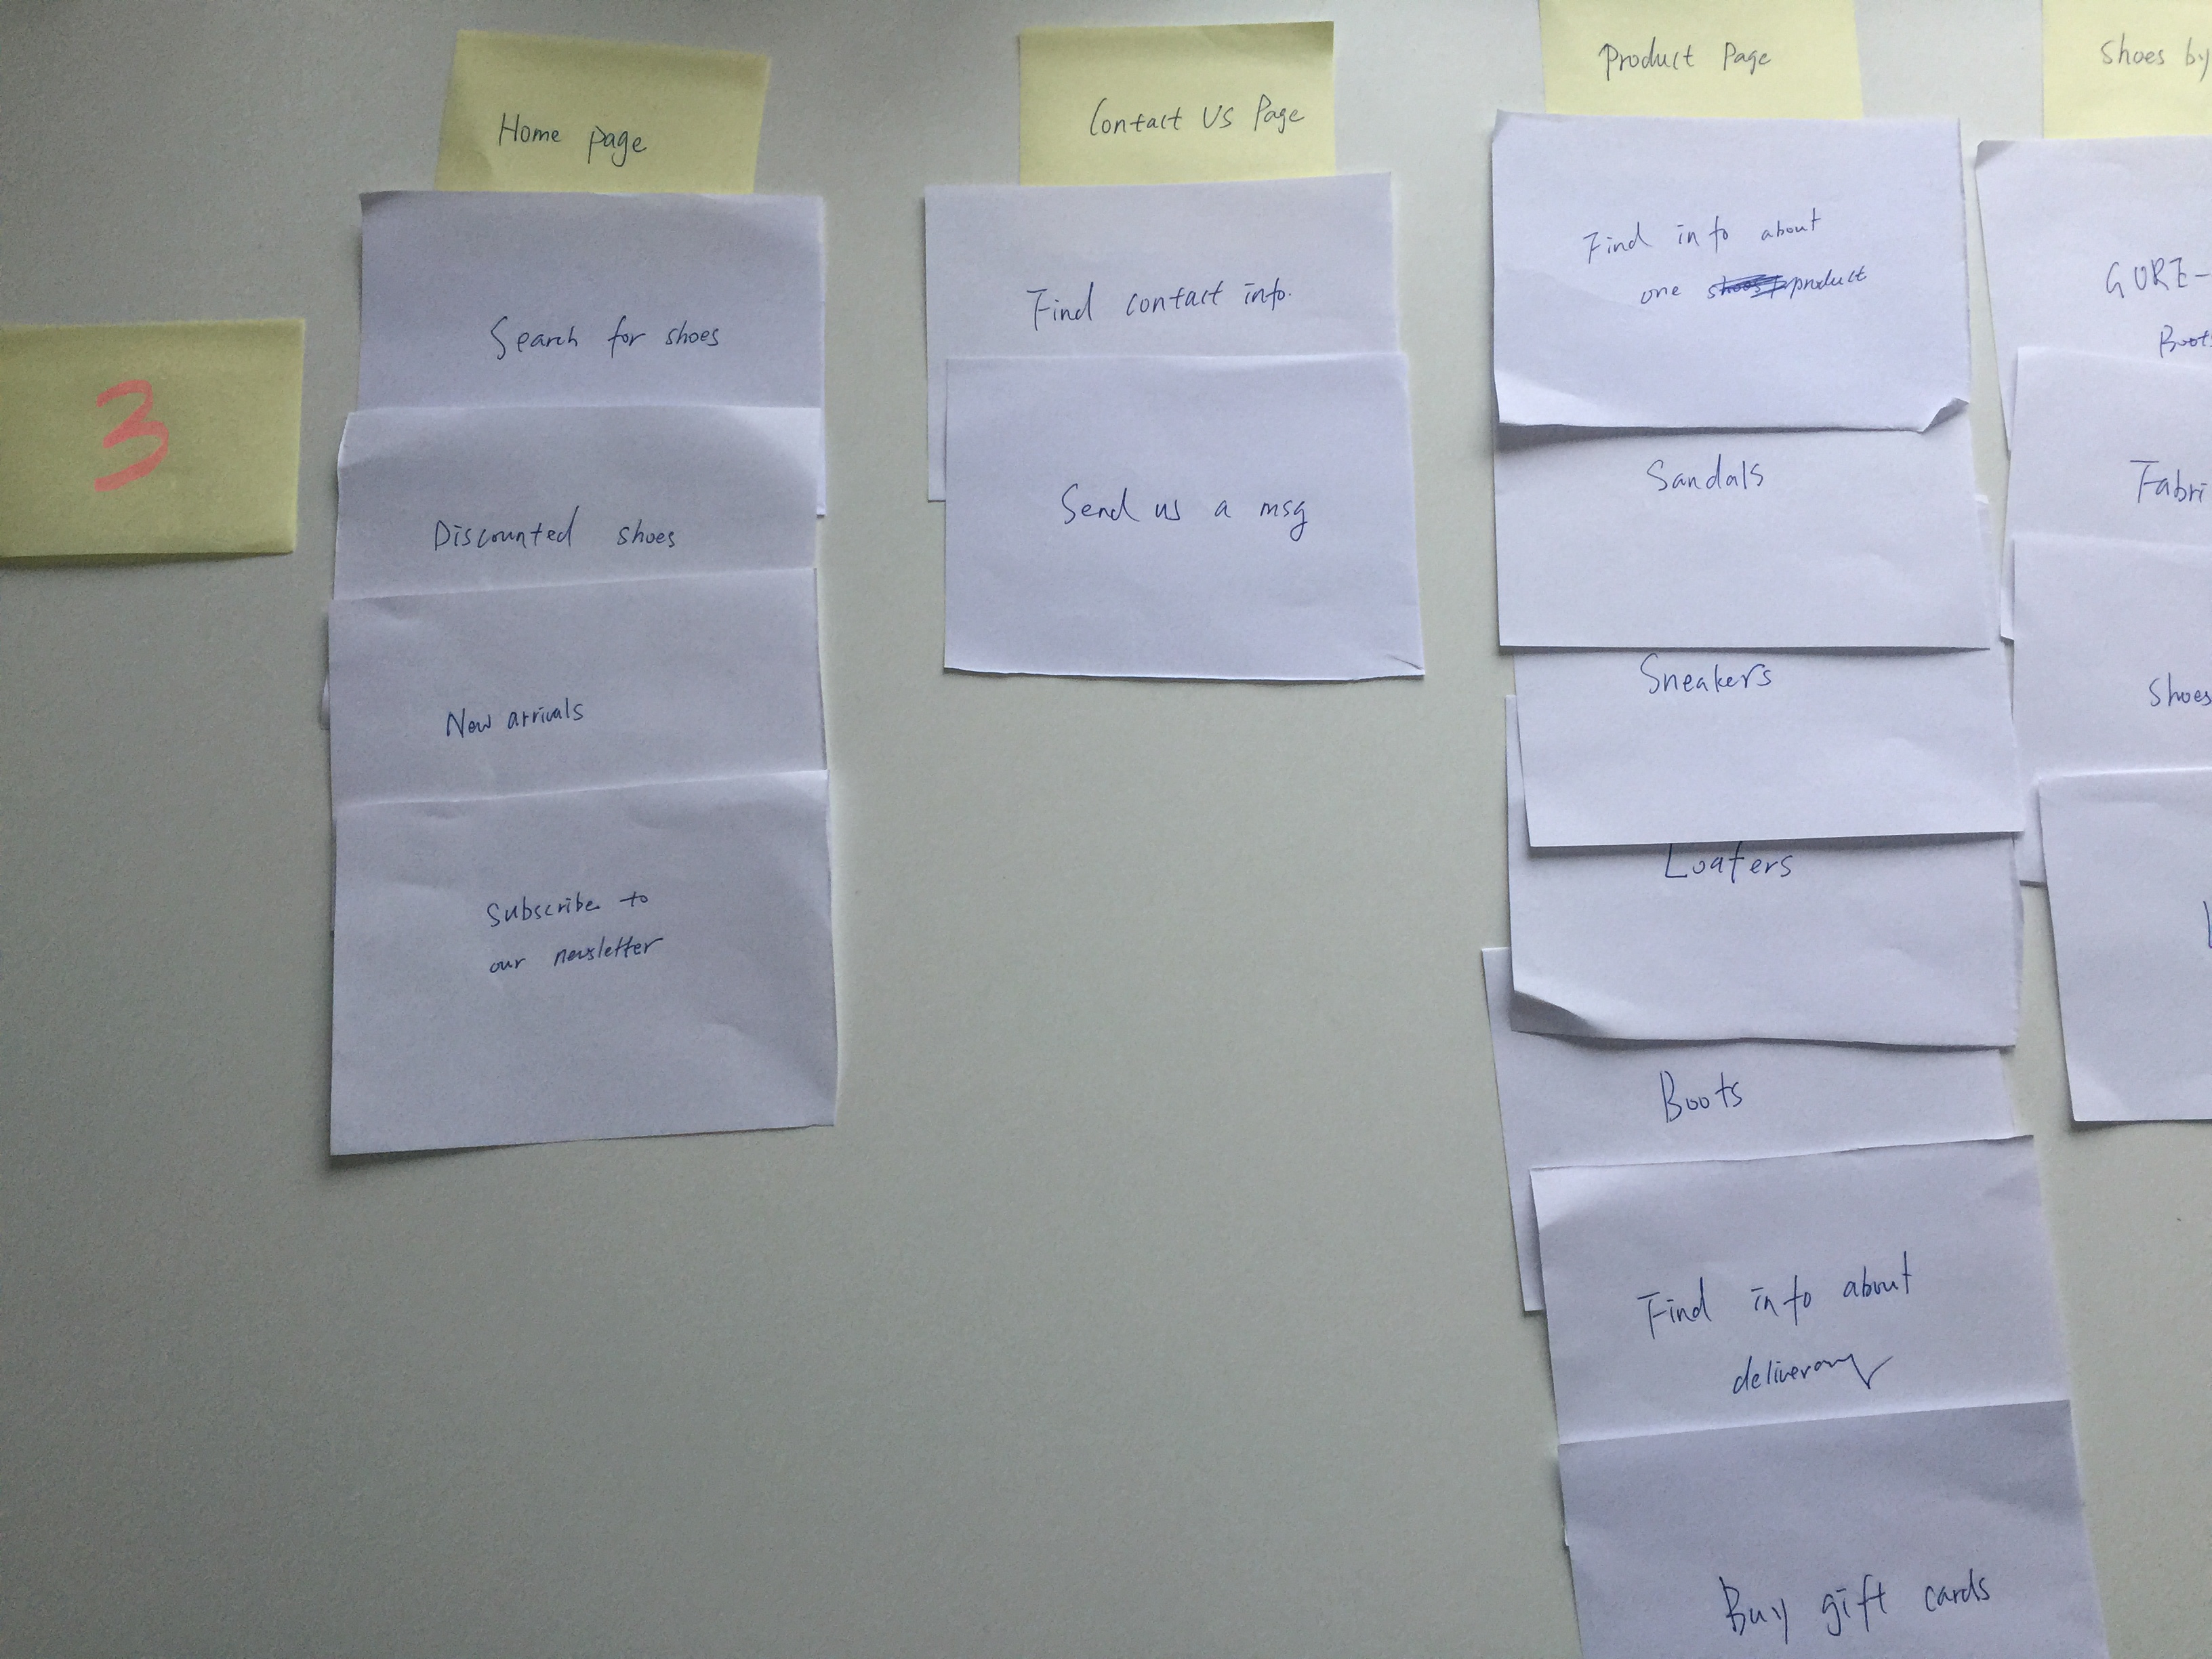 3
Home page
Search for shoes
Discounted shoes
New arrivals
Subscribe to
our newsletter
Contact Us Page
Find contact info.
Send us a msg
Product Page
Find info about
one product
Sandals
Sneakers
Loafers
Boots
Find info about
delivery
Buy gift cards
Shoes by
GORE-
Fabri
Shoes